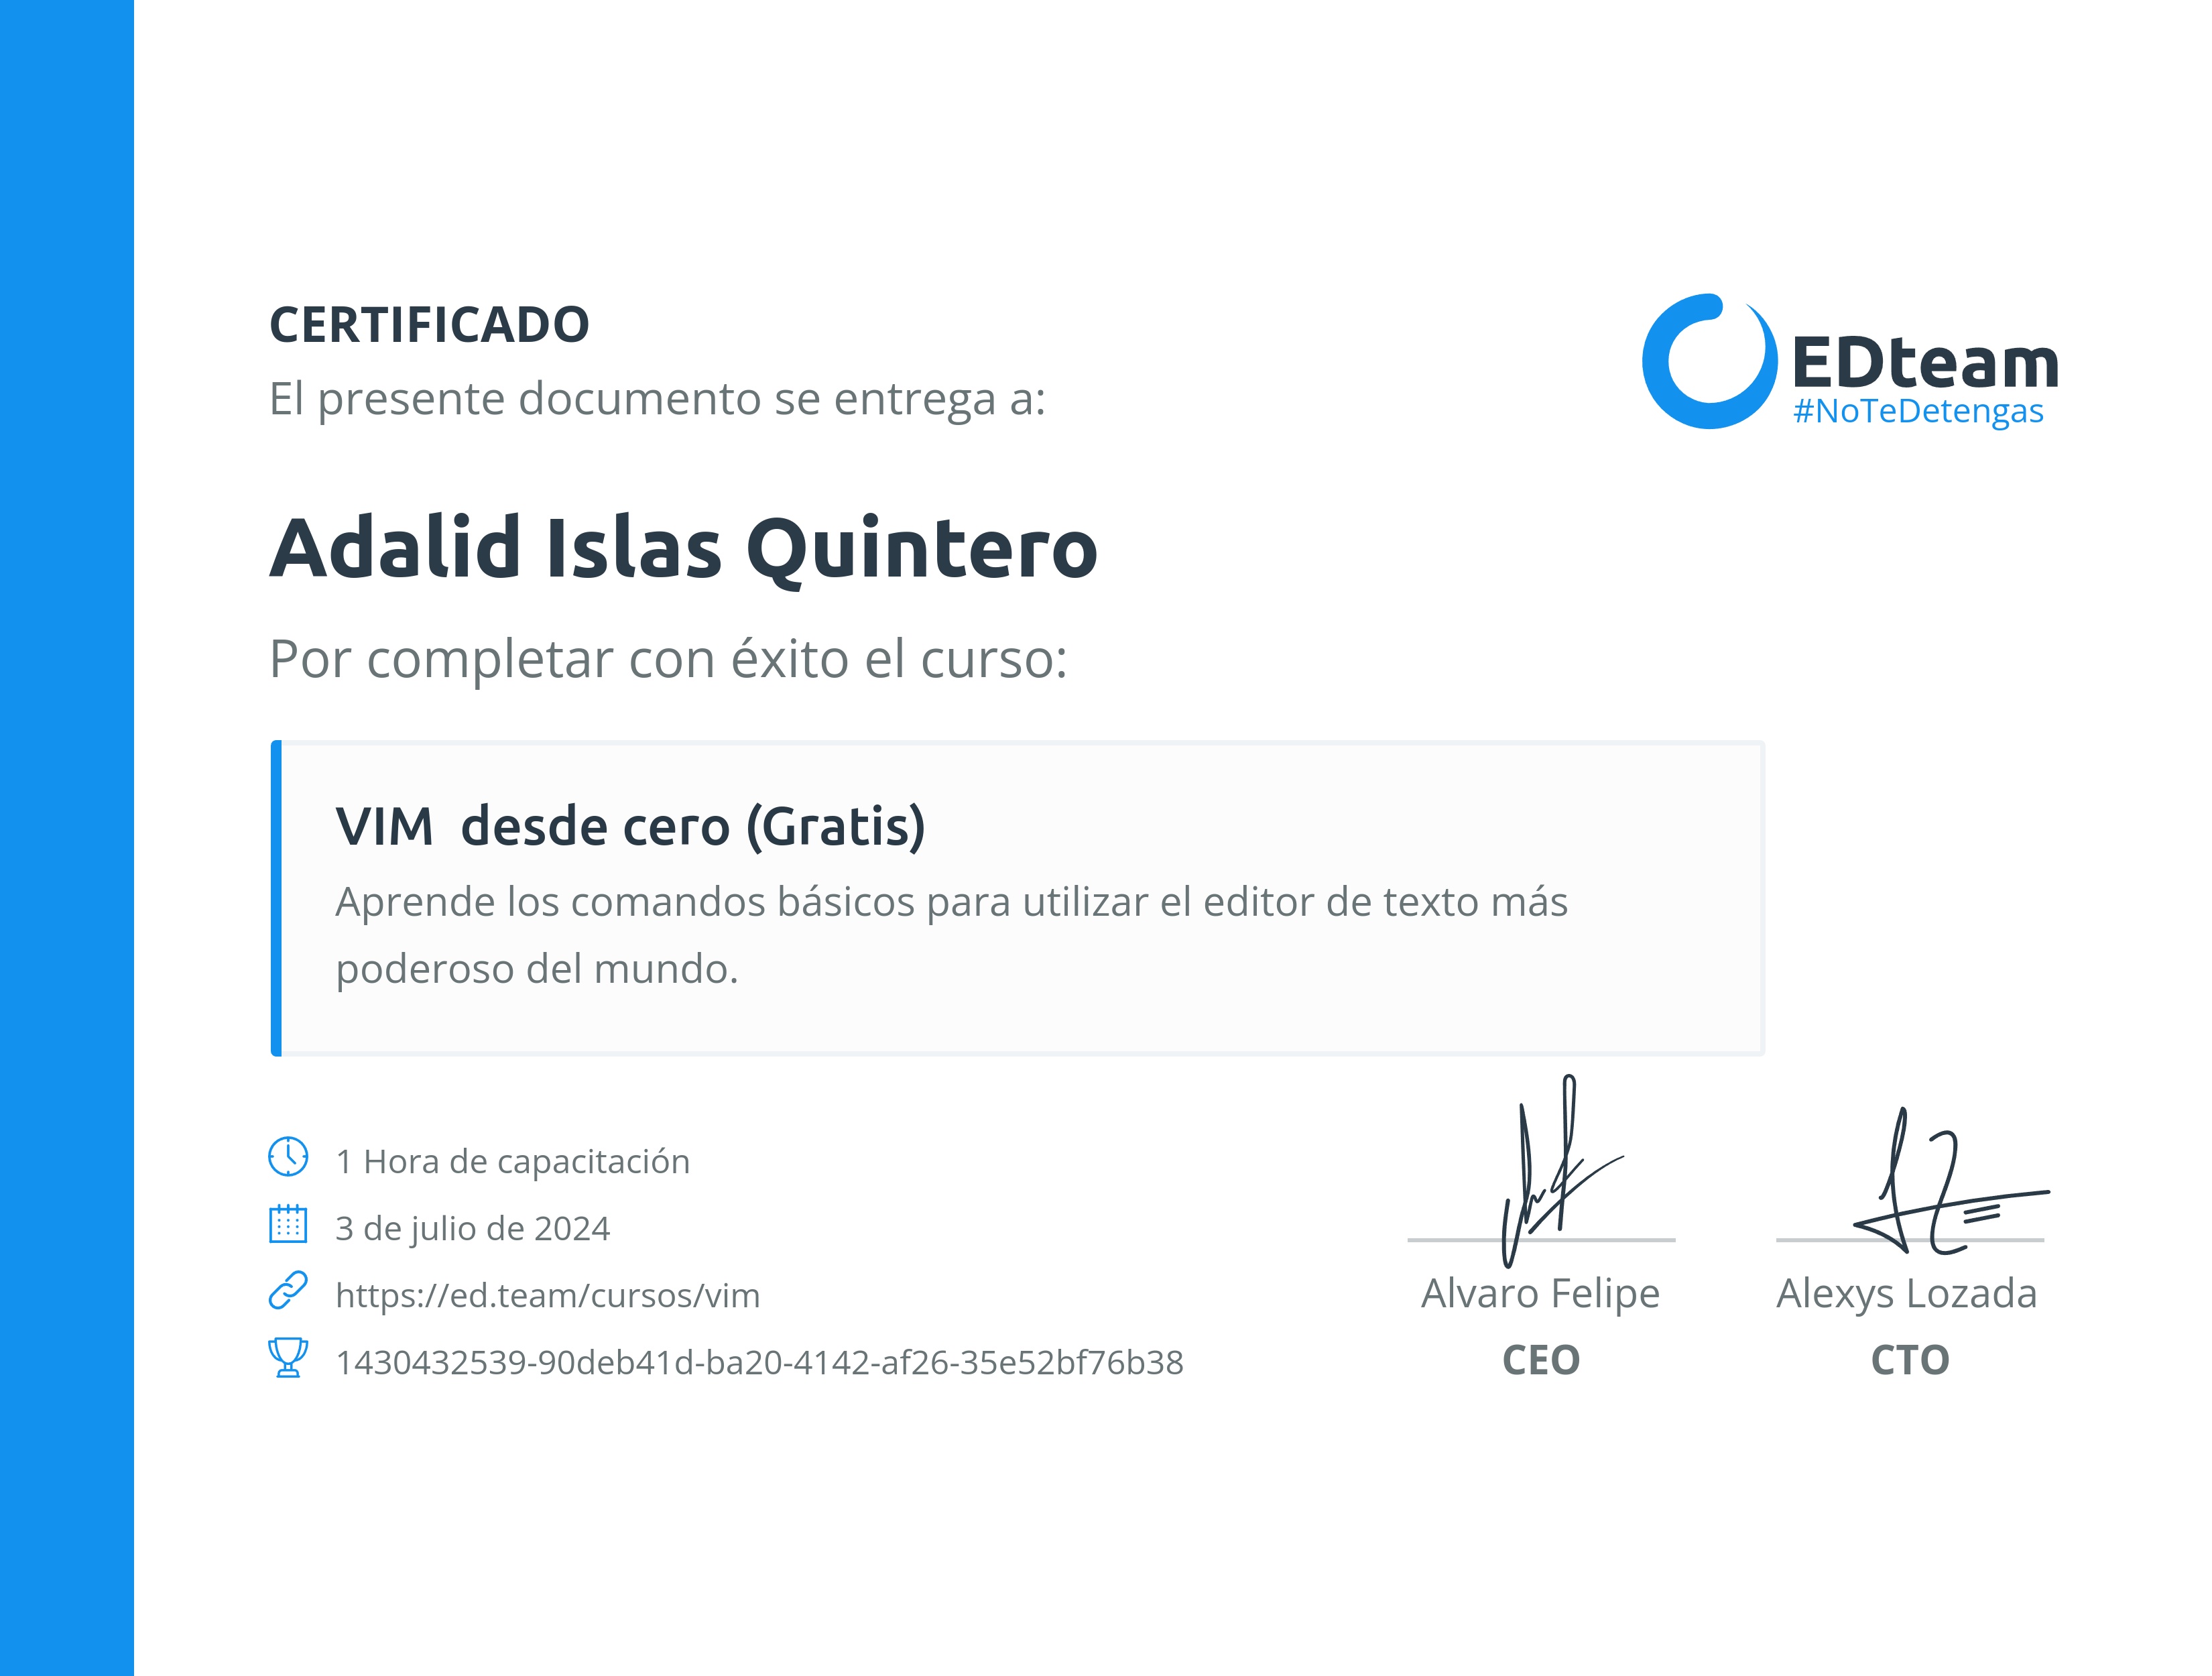 CERTIFICADO
El presente documento se entrega a:
EDteam
#NoTeDetengas
Adalid Islas Quintero
Por completar con éxito el curso:
VIM  desde cero (Gratis)
Aprende los comandos básicos para utilizar el editor de texto más
poderoso del mundo.
1 Hora de capacitación
3 de julio de 2024
https://ed.team/cursos/vim
1430432539-90deb41d-ba20-4142-af26-35e52bf76b38
Alvaro Felipe
CEO
Alexys Lozada
CTO